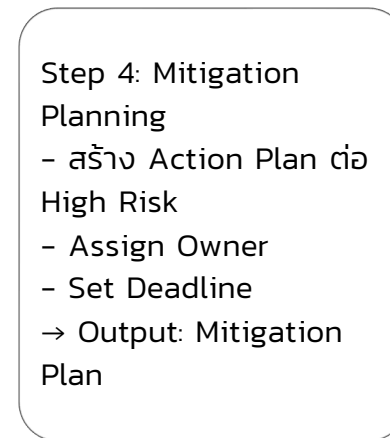 Step 4: Mitigation
Planning
- สร้าง Action Plan ต่อ
High Risk
- Assign Owner
- Set Deadline
→ Output: Mitigation
Plan